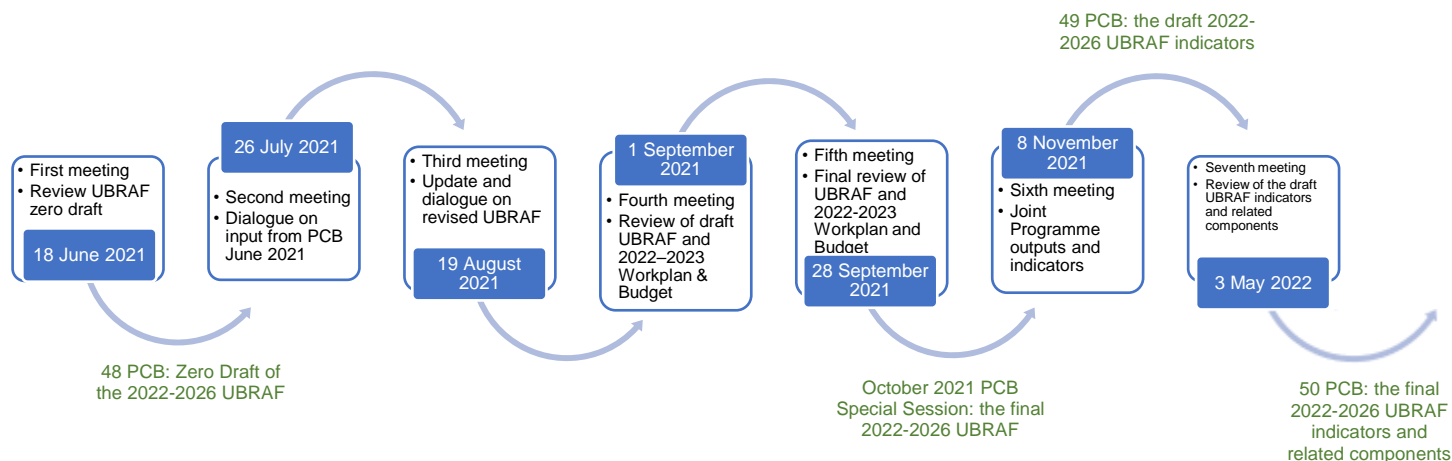 49 PCB: the draft 2022-
2026 UBRAF indicators
• First meeting
• Review UBRAF
zero draft
18 June 2021
48 PCB: Zero Draft of
the 2022-2026 UBRAF
26 July 2021
• Second meeting
• Dialogue on
input from PCB
June 2021
• Third meeting
• Update and
dialogue on
revised UBRAF
19 August
2021
1 September
2021
• Fourth meeting
• Review of draft
UBRAF and
2022–2023
Workplan &
Budget
• Fifth meeting
• Final review of
UBRAF and
2022-2023
Workplan and
Budget
28 September
2021
October 2021 PCB
Special Session: the final
2022-2026 UBRAF
8 November
2021
• Sixth meeting
• Joint
Programme
outputs and
indicators
• Seventh meeting
• Review of the draft
UBRAF indicators
and related
components
3 May 2022
50 PCB: the final
2022-2026 UBRAF
indicators and
related components